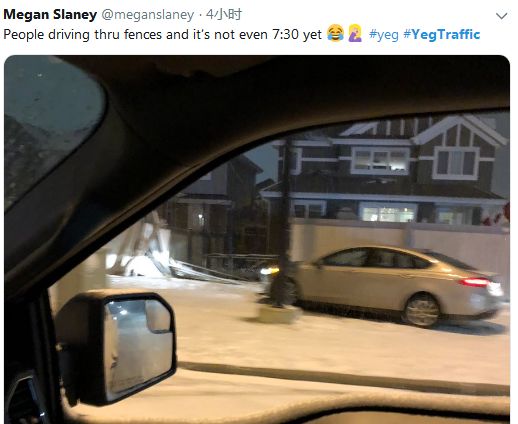 Megan Slaney @meganslaney · 4小时
People driving thru fences and it's not even 7:30 yet 😂🤦🏼‍♀️ #yeg #YegTraffic